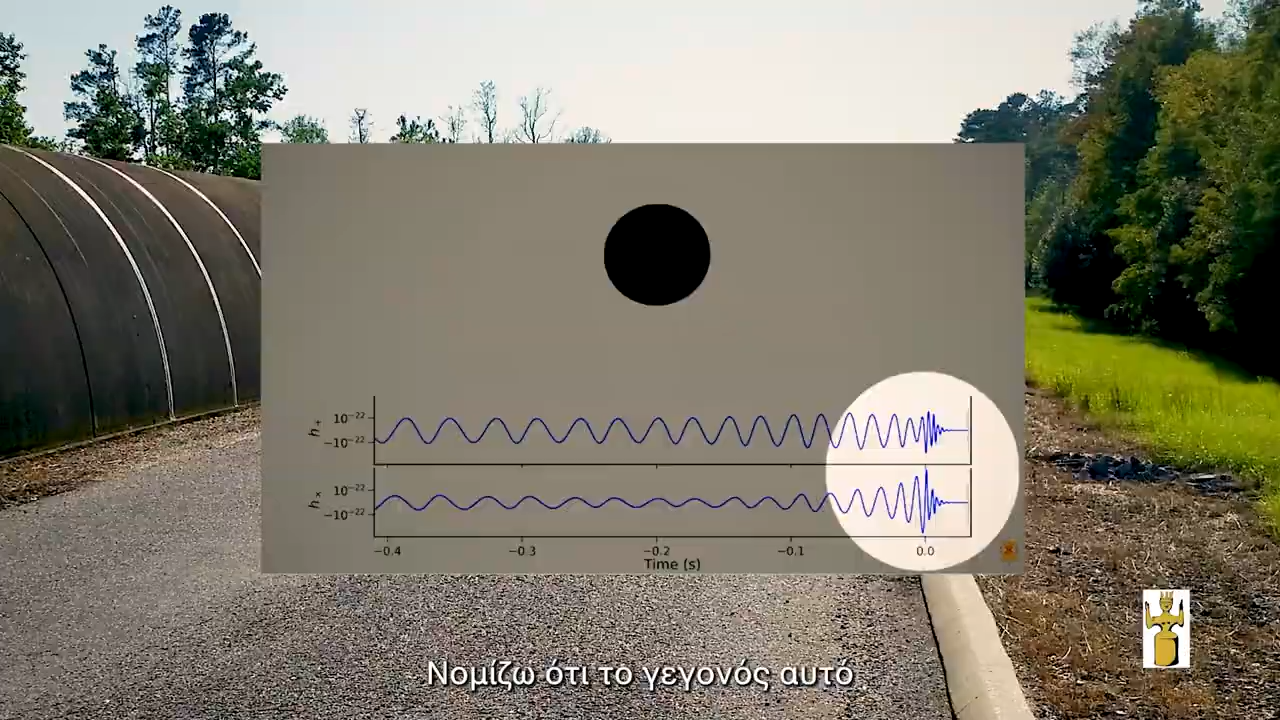 h₊
10⁻²²
−10⁻²²
hₓ
10⁻²²
−10⁻²²
−0.4 −0.3 −0.2 −0.1 0.0
Time (s)
Νομίζω ότι το γεγονός αυτό